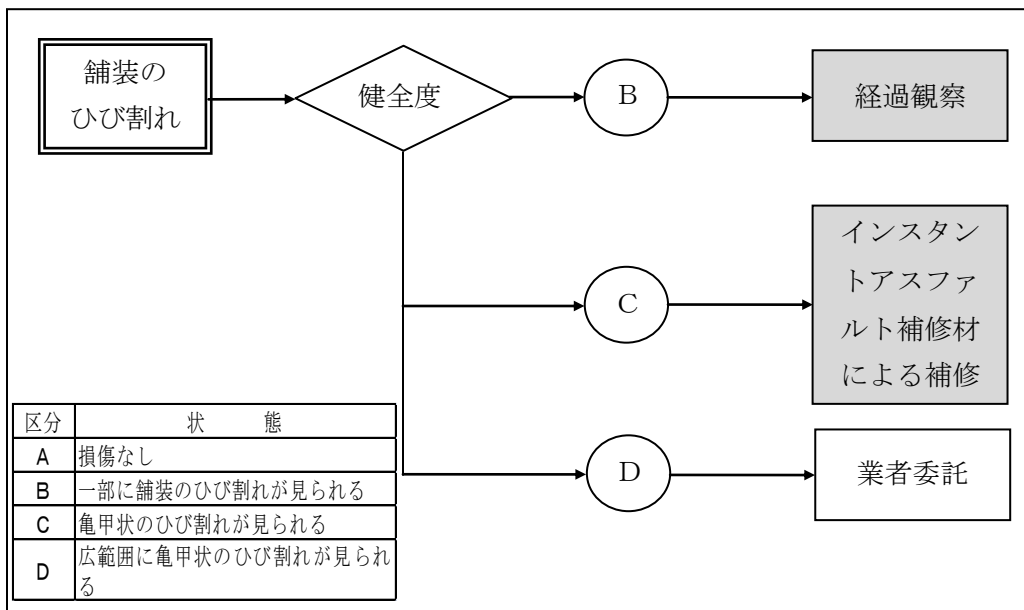 舗装の
ひび割れ
健全度
B
経過観察
C
インスタン
トアスファ
ルト補修材
による補修
D
業者委託
区分 状 態
A 損傷なし
B 一部に舗装のひび割れが見られる
C 亀甲状のひび割れが見られる
D 広範囲に亀甲状のひび割れが見られ
る